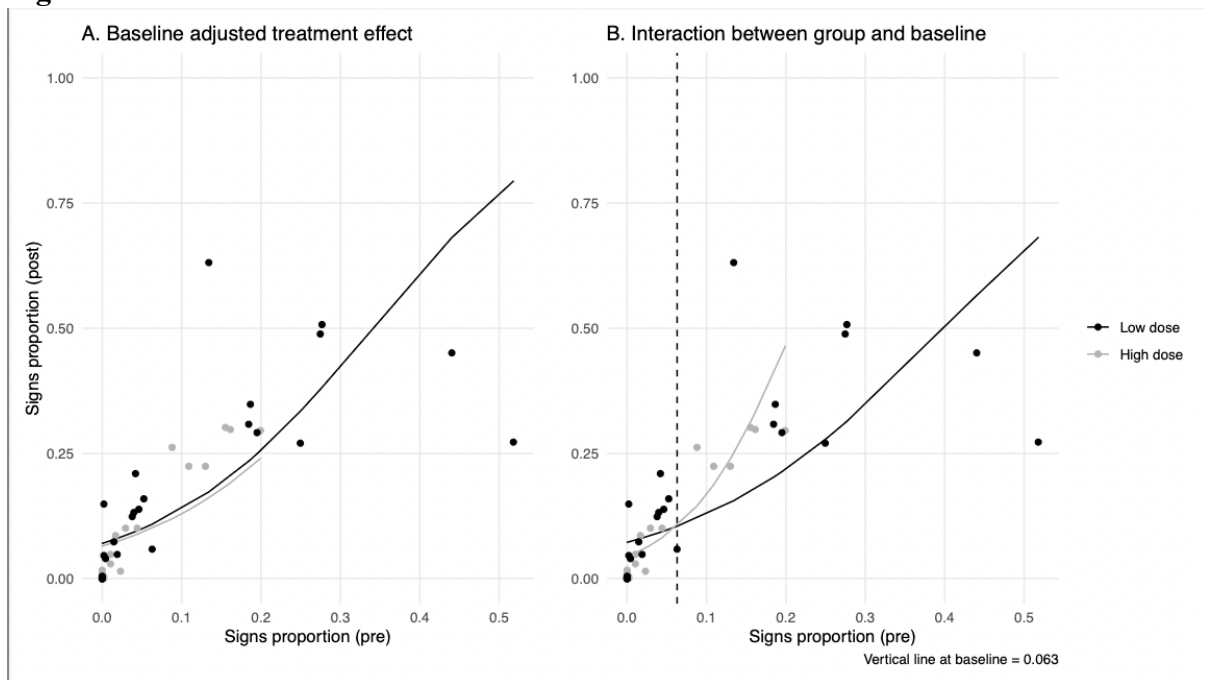 A. Baseline adjusted treatment effect
1.00
0.75
0.50
0.25
0.00
Signs proportion (post)
0.0 0.1 0.2 0.3 0.4 0.5
Signs proportion (pre)
B. Interaction between group and baseline
1.00
0.75
0.50
0.25
0.00
0.0 0.1 0.2 0.3 0.4 0.5
Signs proportion (pre)
Vertical line at baseline = 0.063
Low dose
High dose